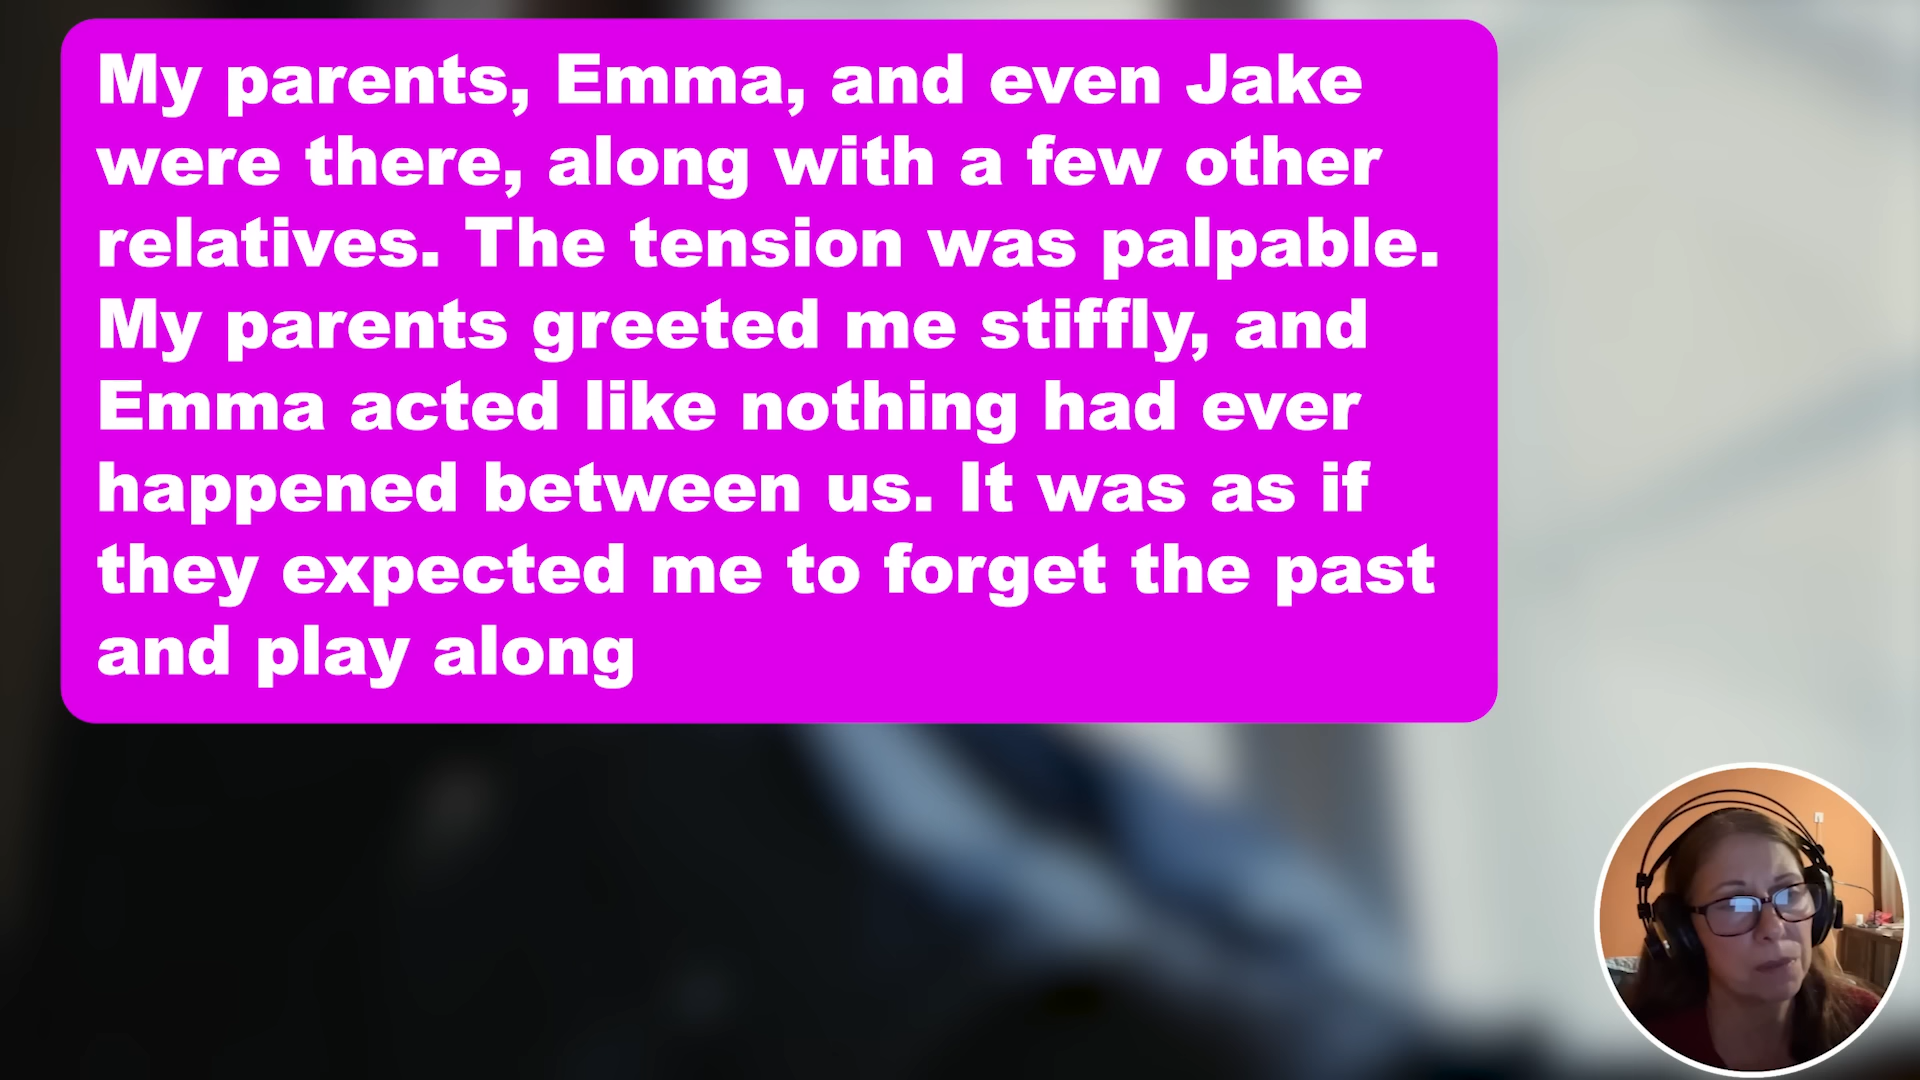 My parents, Emma, and even Jake
were there, along with a few other
relatives. The tension was palpable.
My parents greeted me stiffly, and
Emma acted like nothing had ever
happened between us. It was as if
they expected me to forget the past
and play along